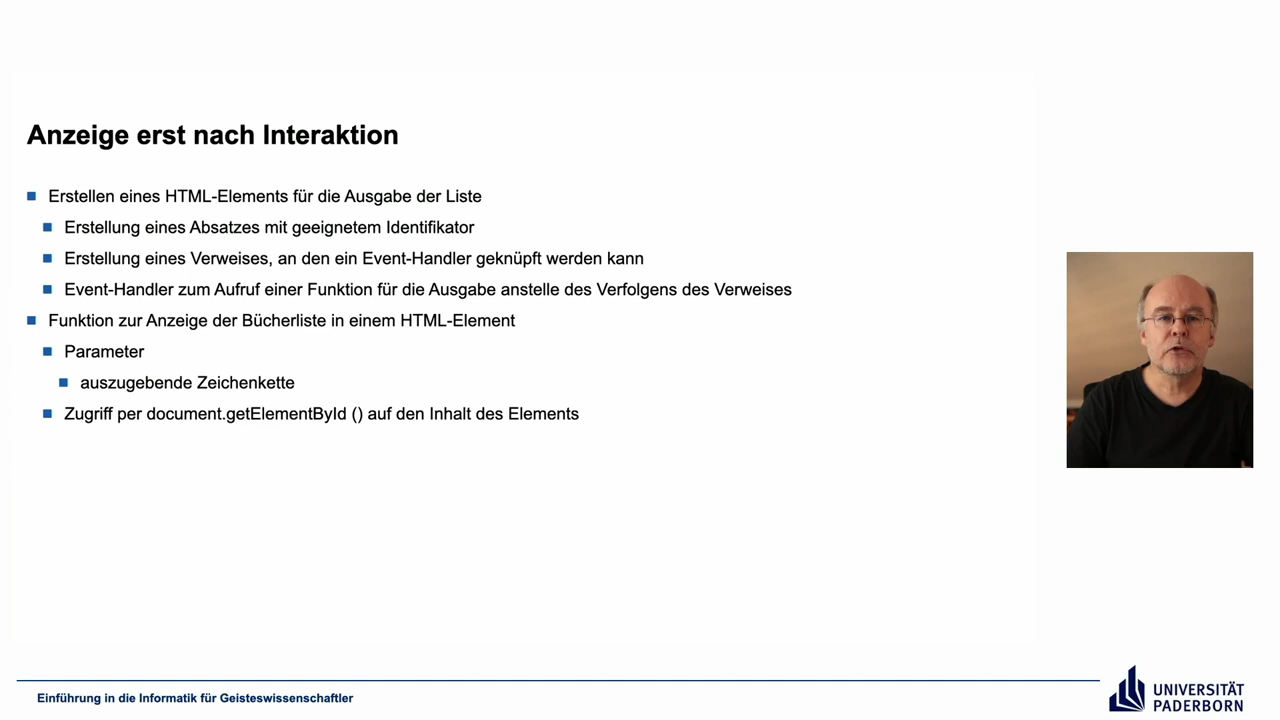 Anzeige erst nach Interaktion
Erstellen eines HTML-Elements für die Ausgabe der Liste
Erstellung eines Absatzes mit geeignetem Identifikator
Erstellung eines Verweises, an den ein Event-Handler geknüpft werden kann
Event-Handler zum Aufruf einer Funktion für die Ausgabe anstelle des Verfolgens des Verweises
Funktion zur Anzeige der Bücherliste in einem HTML-Element
Parameter
auszugebende Zeichenkette
Zugriff per document.getElementById () auf den Inhalt des Elements
Einführung in die Informatik für Geisteswissenschaftler
UNIVERSITÄT
PADERBORN